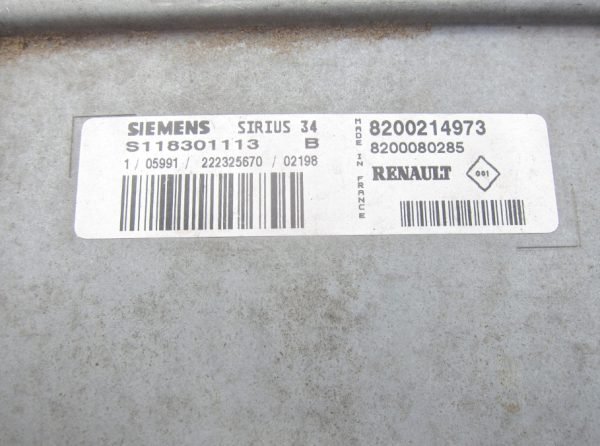 SIEMENS SIRIUS 34
S118301113 B
1 / 05991 / 222325670 / 02198
MADE IN FRANCE
8200214973
8200080285
RENAULT 001